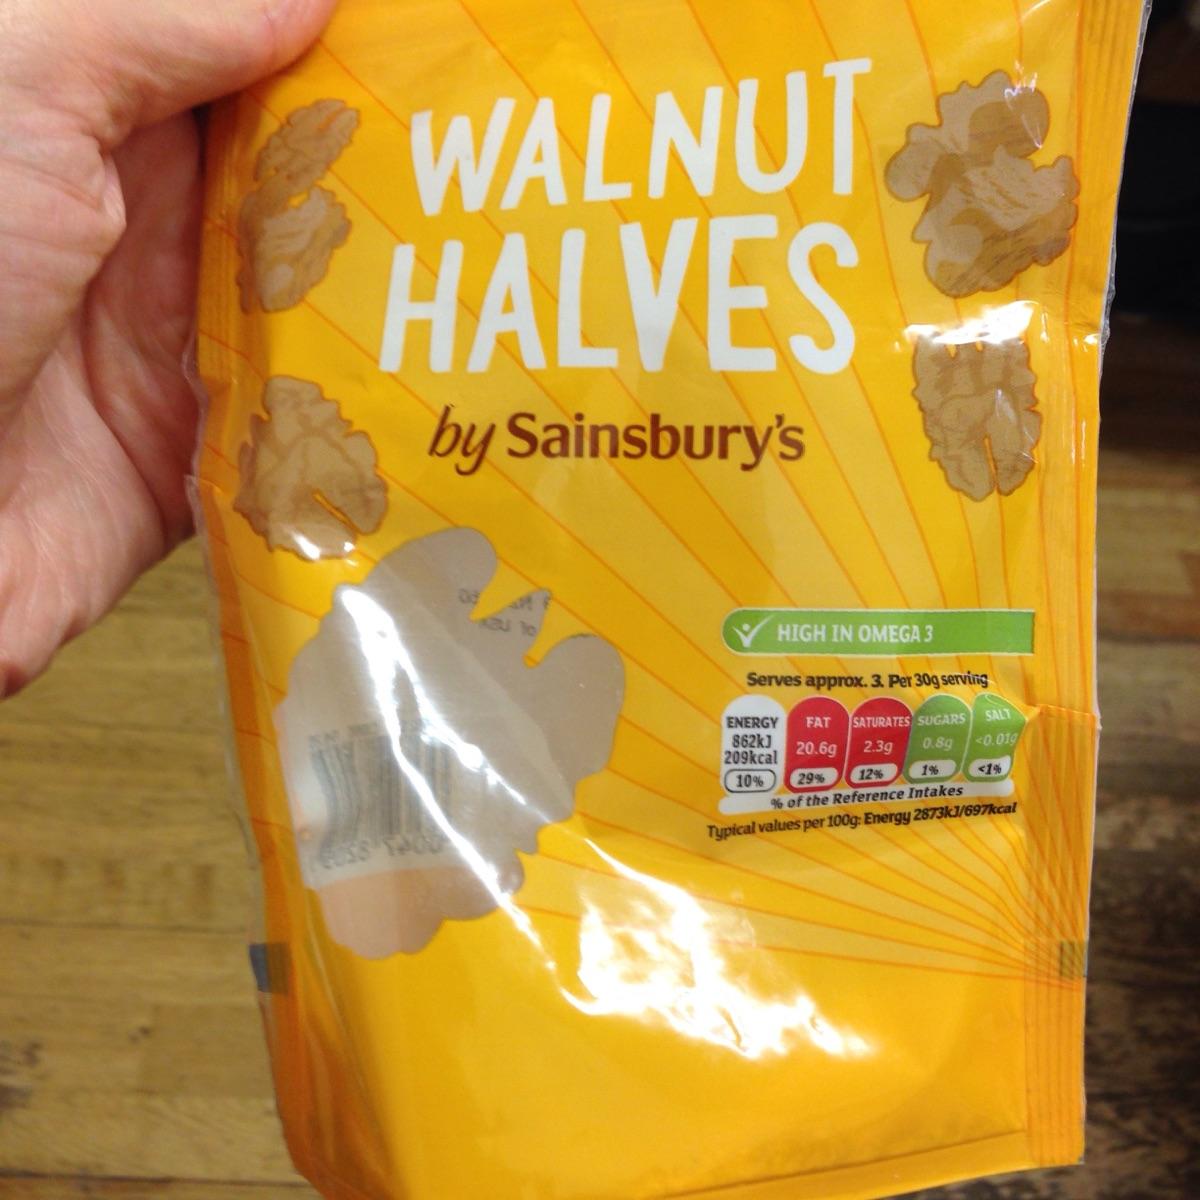 WALNUT
HALVES
by Sainsbury's
HIGH IN OMEGA 3
Serves approx. 3. Per 30g serving
ENERGY
862kJ
209kcal
10%
FAT
20.6g
29%
SATURATES
2.3g
12%
SUGARS
0.8g
1%
SALT
<0.01g
<1%
% of the Reference Intakes
Typical values per 100g: Energy 2873kJ/697kcal